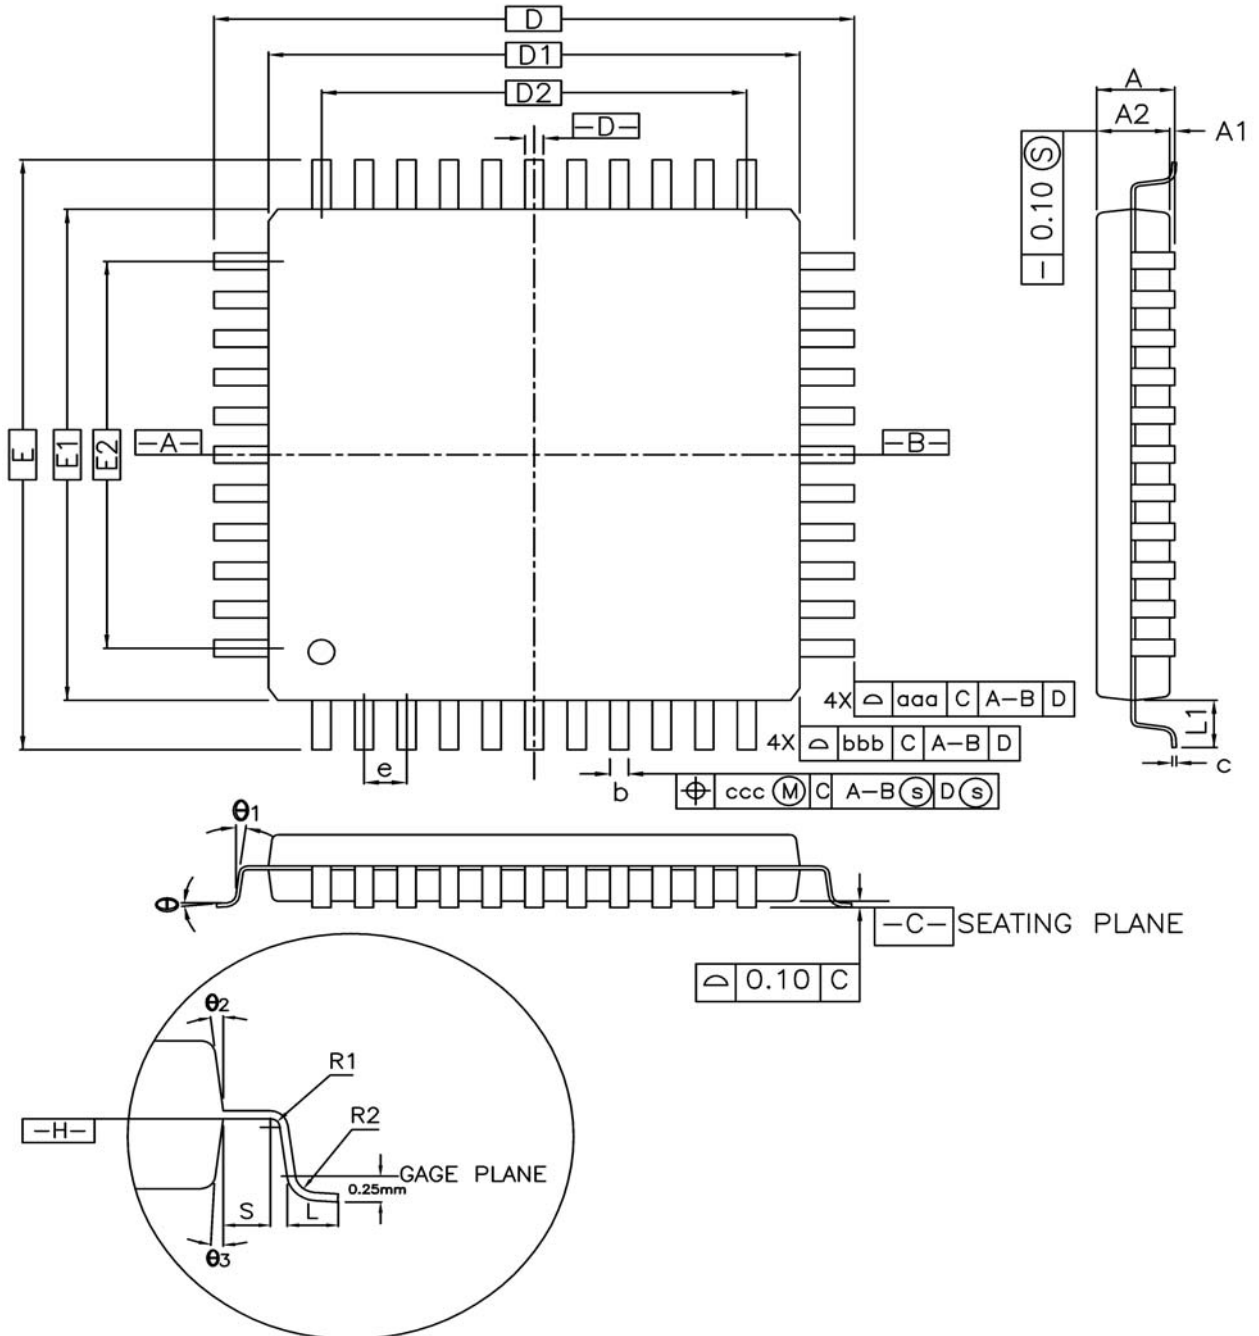 D
D1
D2
-D-
A
A2
A1
— 0.10 Ⓢ
E
E1
E2
-A-
-B-
4X ⌓ aaa C A-B D
4X ⌓ bbb C A-B D
L1
e
b
c
⌖ ccc Ⓜ C A-B ⓢ D ⓢ
θ1
θ
-C- SEATING PLANE
⌓ 0.10 C
θ2
R1
R2
-H-
GAGE PLANE
0.25mm
S
L
θ3